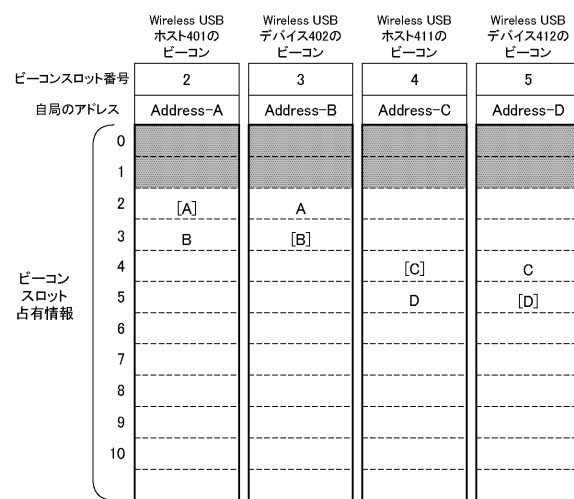 Wireless USB
ホスト401の
ビーコン
Wireless USB
デバイス402の
ビーコン
Wireless USB
ホスト411の
ビーコン
Wireless USB
デバイス412の
ビーコン
ビーコンスロット番号 2 3 4 5
自局のアドレス Address-A Address-B Address-C Address-D
ビーコン
スロット
占有情報
0
1
2 [A] A
3 B [B]
4 [C] C
5 D [D]
6
7
8
9
10